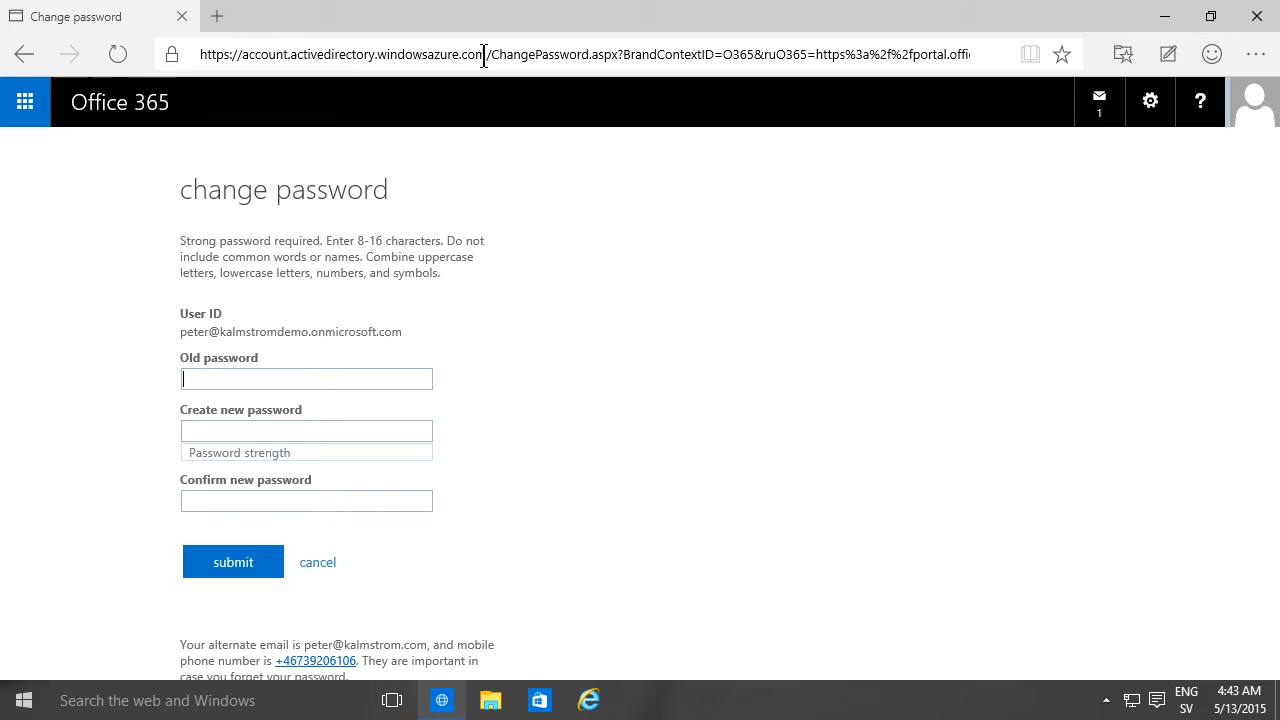 Change password
https://account.activedirectory.windowsazure.com/ChangePassword.aspx?BrandContextID=O365&ruO365=https%3a%2f%2fportal.offi
Office 365
1
?
change password
Strong password required. Enter 8-16 characters. Do not
include common words or names. Combine uppercase
letters, lowercase letters, numbers, and symbols.
User ID
peter@kalmstromdemo.onmicrosoft.com
Old password
Create new password
Password strength
Confirm new password
submit cancel
Your alternate email is peter@kalmstrom.com, and mobile
phone number is +46739206106. They are important in
case you forget your password.
Search the web and Windows
ENG 4:43 AM
SV 5/13/2015